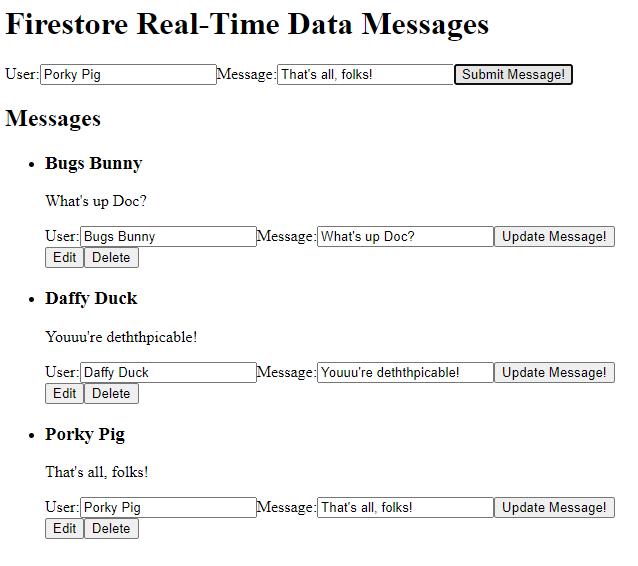 Firestore Real-Time Data Messages
User: Porky Pig Message: That's all, folks! Submit Message!
Messages
Bugs Bunny
What's up Doc?
User: Bugs Bunny Message: What's up Doc? Update Message!
Edit Delete
Daffy Duck
Youuu're deththpicable!
User: Daffy Duck Message: Youuu're deththpicable! Update Message!
Edit Delete
Porky Pig
That's all, folks!
User: Porky Pig Message: That's all, folks! Update Message!
Edit Delete